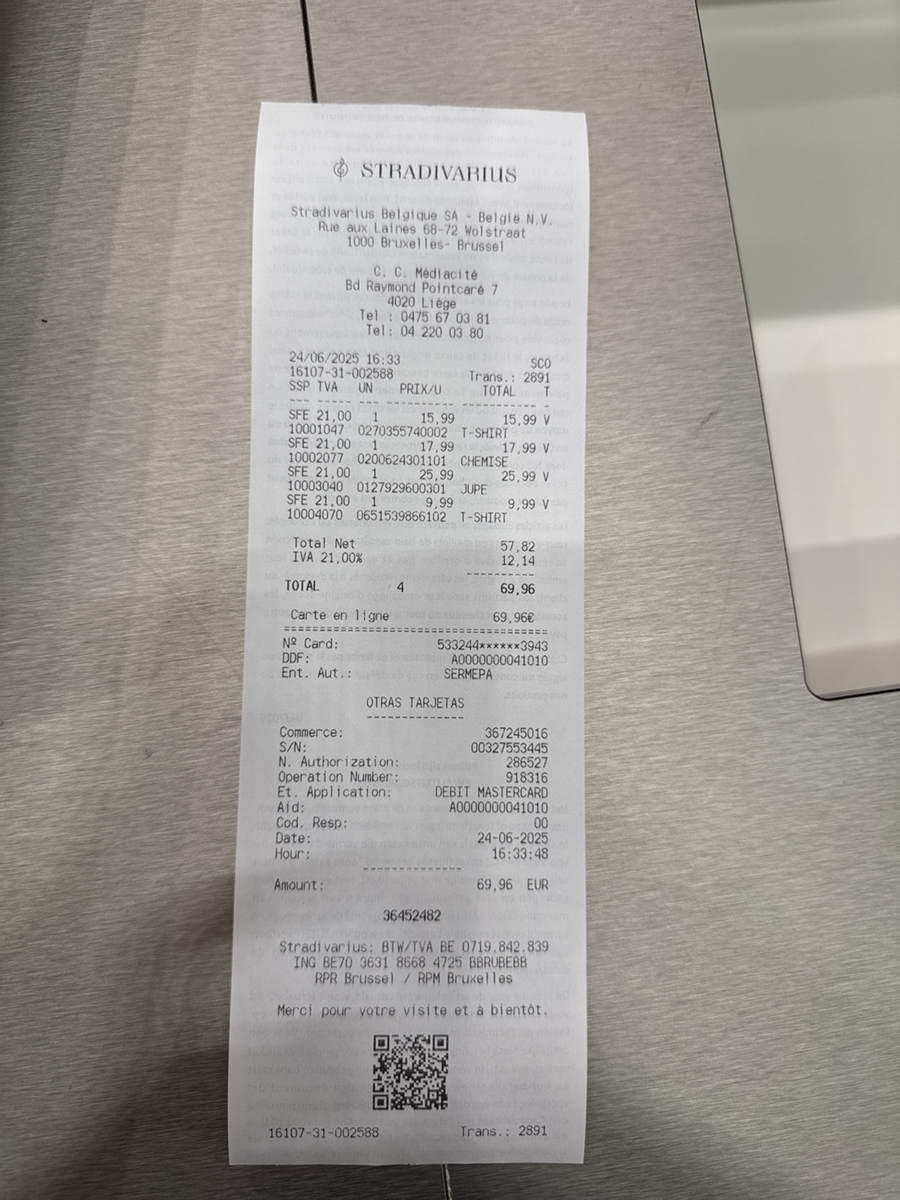 STRADIVARIUS
Stradivarius Belgique SA - België N.V.
Rue aux Laines 68-72 Wolstraat
1000 Bruxelles- Brussel
C. C. Médiacité
Bd Raymond Pointcaré 7
4020 Liège
Tel : 0475 67 03 81
Tel: 04 220 03 80
24/06/2025 16:33 SCO
16107-31-002588 Trans.: 2891
SSP TVA UN PRIX/U TOTAL T
--- --- --- ---------- ---------- -
SFE 21,00 1 15,99 15,99 V
10001047 0270355740002 T-SHIRT
SFE 21,00 1 17,99 17,99 V
10002077 0200624301101 CHEMISE
SFE 21,00 1 25,99 25,99 V
10003040 0127929600301 JUPE
SFE 21,00 1 9,99 9,99 V
10004070 0651539866102 T-SHIRT
Total Net 57,82
IVA 21,00% 12,14
----------
TOTAL 4 69,96
Carte en ligne 69,96€
======================================
Nº Card: 533244******3943
DDF: A0000000041010
Ent. Aut.: SERMEPA
OTRAS TARJETAS
--------------
Commerce: 367245016
S/N: 00327553445
N. Authorization: 286527
Operation Number: 918316
Et. Application: DEBIT MASTERCARD
Aid: A0000000041010
Cod. Resp: 00
Date: 24-06-2025
Hour: 16:33:48
--------------
Amount: 69,96 EUR
36452482
Stradivarius: BTW/TVA BE 0719.842.839
ING BE70 3631 8668 4725 BBRUBEBB
RPR Brussel / RPM Bruxelles
Merci pour votre visite et à bientôt.
16107-31-002588 Trans.: 2891